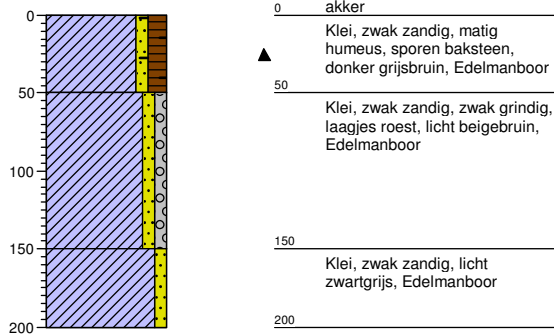 0
50
100
150
200
0 akker
Klei, zwak zandig, matig
humeus, sporen baksteen,
donker grijsbruin, Edelmanboor
50
Klei, zwak zandig, zwak grindig,
laagjes roest, licht beigebruin,
Edelmanboor
150
Klei, zwak zandig, licht
zwartgrijs, Edelmanboor
200